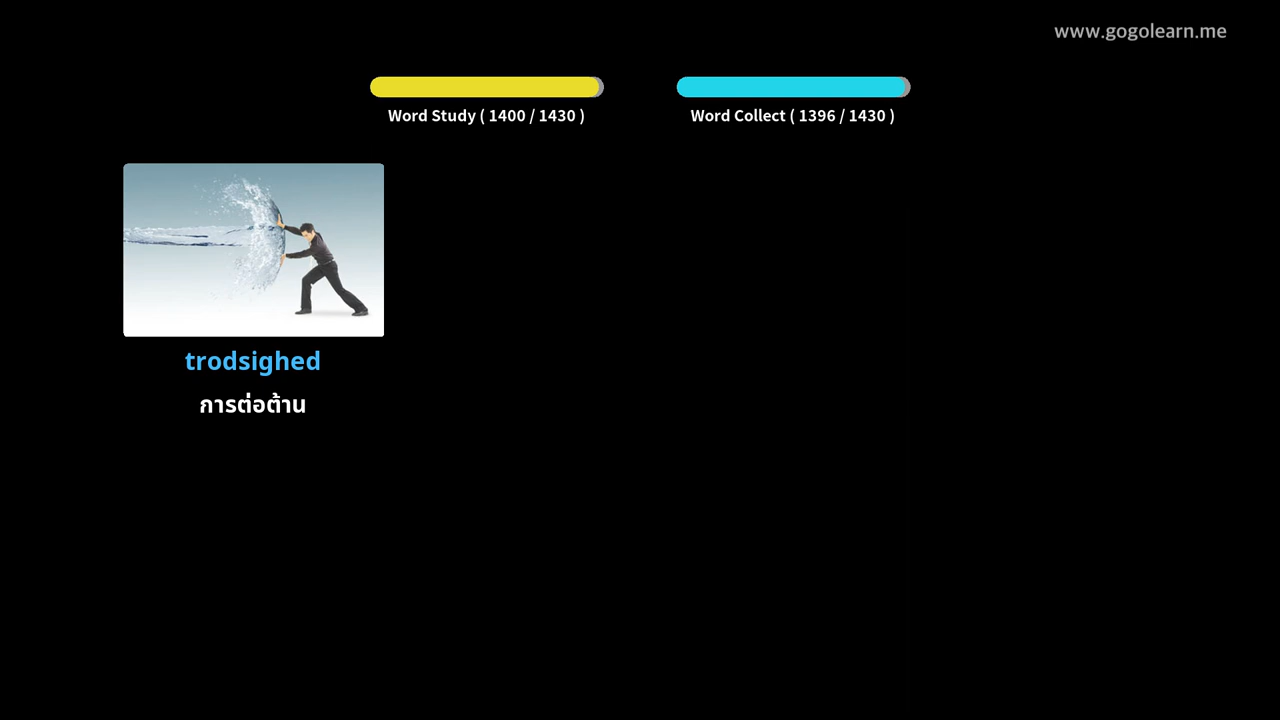 www.gogolearn.me
Word Study ( 1400 / 1430 )
Word Collect ( 1396 / 1430 )
trodsighed
การต่อต้าน